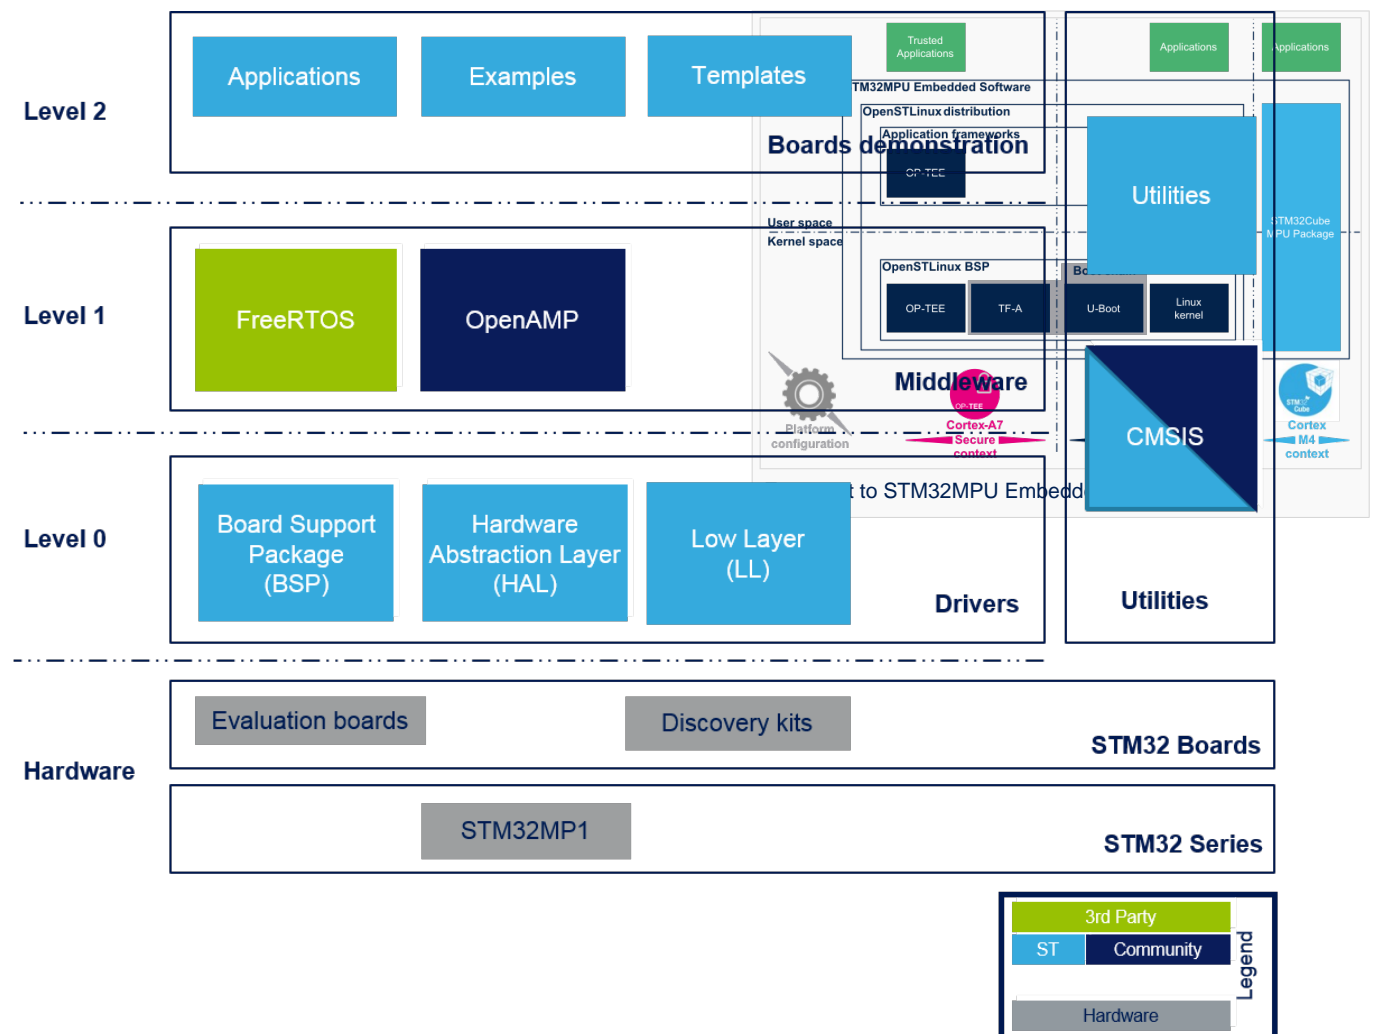 Trusted
Applications
Applications
Applications
Applications
Examples
Templates
TM32MPU Embedded Software
OpenSTLinux distribution
Level 2
Application frameworks
Boards demonstration
OP-TEE
Utilities
User space
Kernel space
STM32Cube
MPU Package
OpenSTLinux BSP
FreeRTOS
OpenAMP
Level 1
OP-TEE
TF-A
U-Boot
Linux
kernel
Middleware
OP-TEE
STM32
Cube
Platform
configuration
Cortex-A7
Secure
context
CMSIS
Cortex
M4
context
t to STM32MPU Embedd
Board Support
Package
(BSP)
Hardware
Abstraction Layer
(HAL)
Low Layer
(LL)
Level 0
Drivers
Utilities
Evaluation boards
Discovery kits
STM32 Boards
Hardware
STM32MP1
STM32 Series
3rd Party
ST
Community
Legend
Hardware